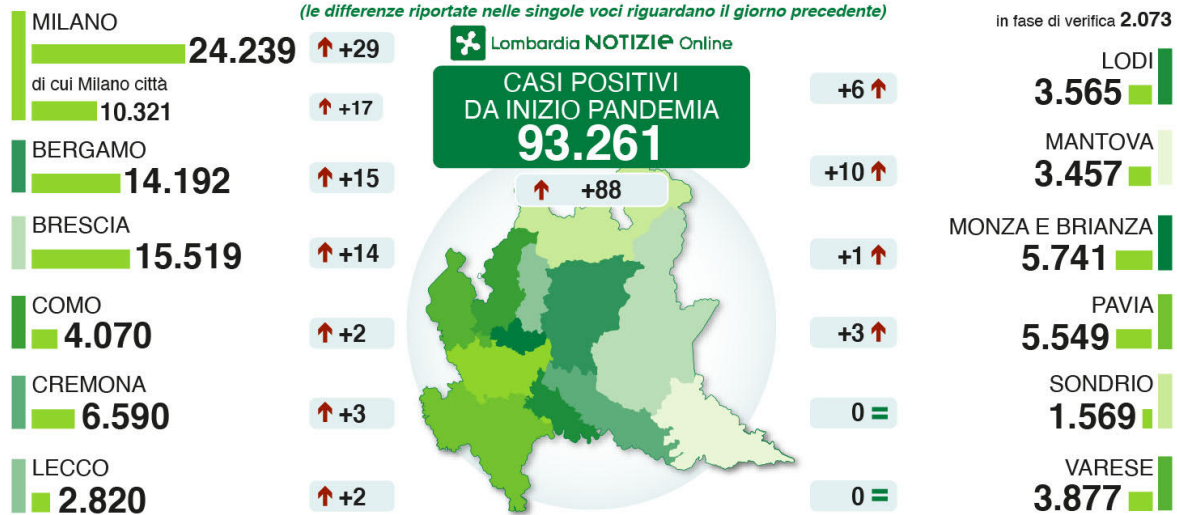 (le differenze riportate nelle singole voci riguardano il giorno precedente)
Lombardia NOTIZIE Online
CASI POSITIVI
DA INIZIO PANDEMIA
93.261
+88
MILANO
24.239 +29
di cui Milano città
10.321 +17
BERGAMO
14.192 +15
BRESCIA
15.519 +14
COMO
4.070 +2
CREMONA
6.590 +3
LECCO
2.820 +2
in fase di verifica 2.073
LODI
+6 3.565
MANTOVA
+10 3.457
MONZA E BRIANZA
+1 5.741
PAVIA
+3 5.549
SONDRIO
0 = 1.569
VARESE
0 = 3.877